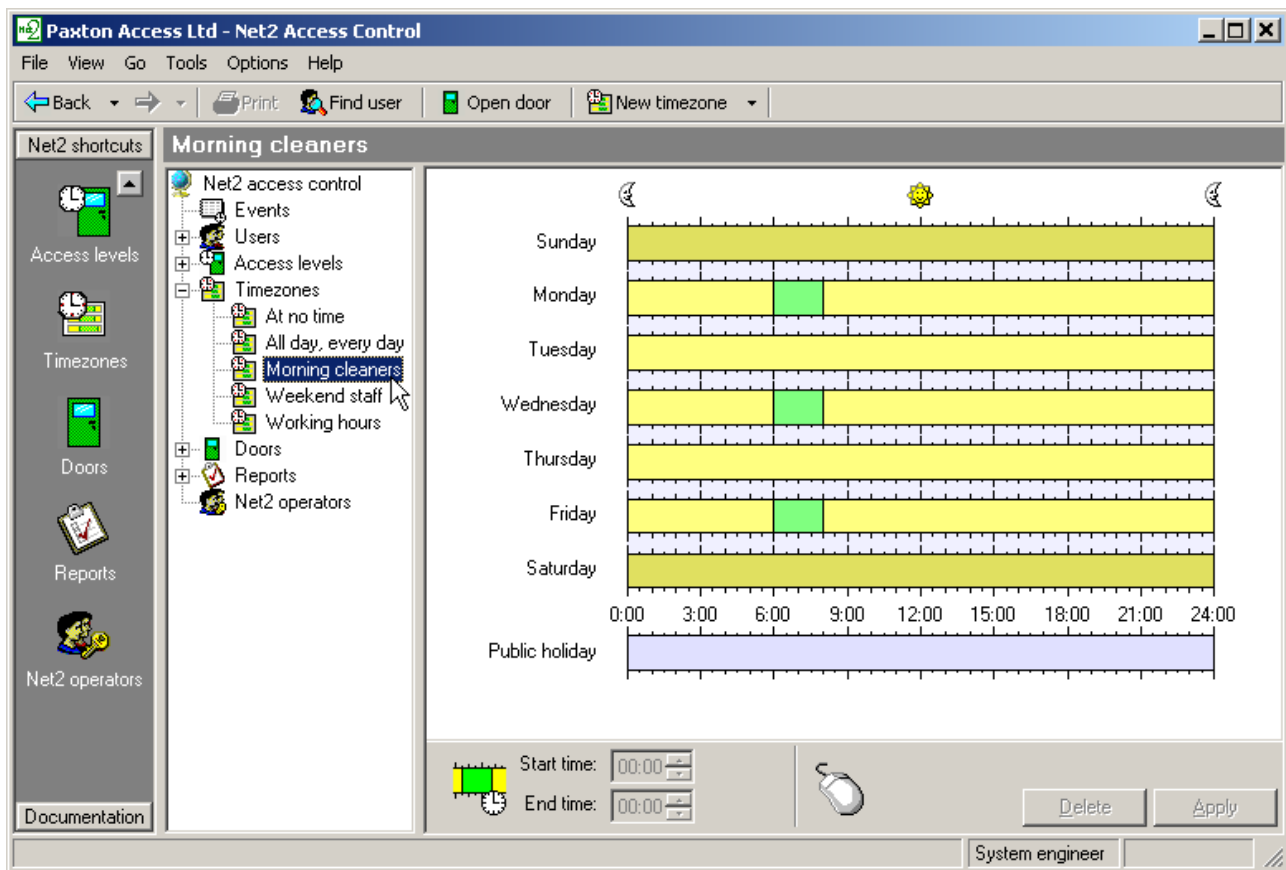 Net2 Paxton Access Ltd - Net2 Access Control
File View Go Tools Options Help
Back Print Find user Open door New timezone
Net2 shortcuts Morning cleaners
Access levels
Timezones
Doors
Reports
Net2 operators
Documentation
Net2 access control
Events
Users
Access levels
Timezones
At no time
All day, every day
Morning cleaners
Weekend staff
Working hours
Doors
Reports
Net2 operators
Sunday
Monday
Tuesday
Wednesday
Thursday
Friday
Saturday
0:00 3:00 6:00 9:00 12:00 15:00 18:00 21:00 24:00
Public holiday
Start time: 00:00
End time: 00:00
Delete Apply
System engineer